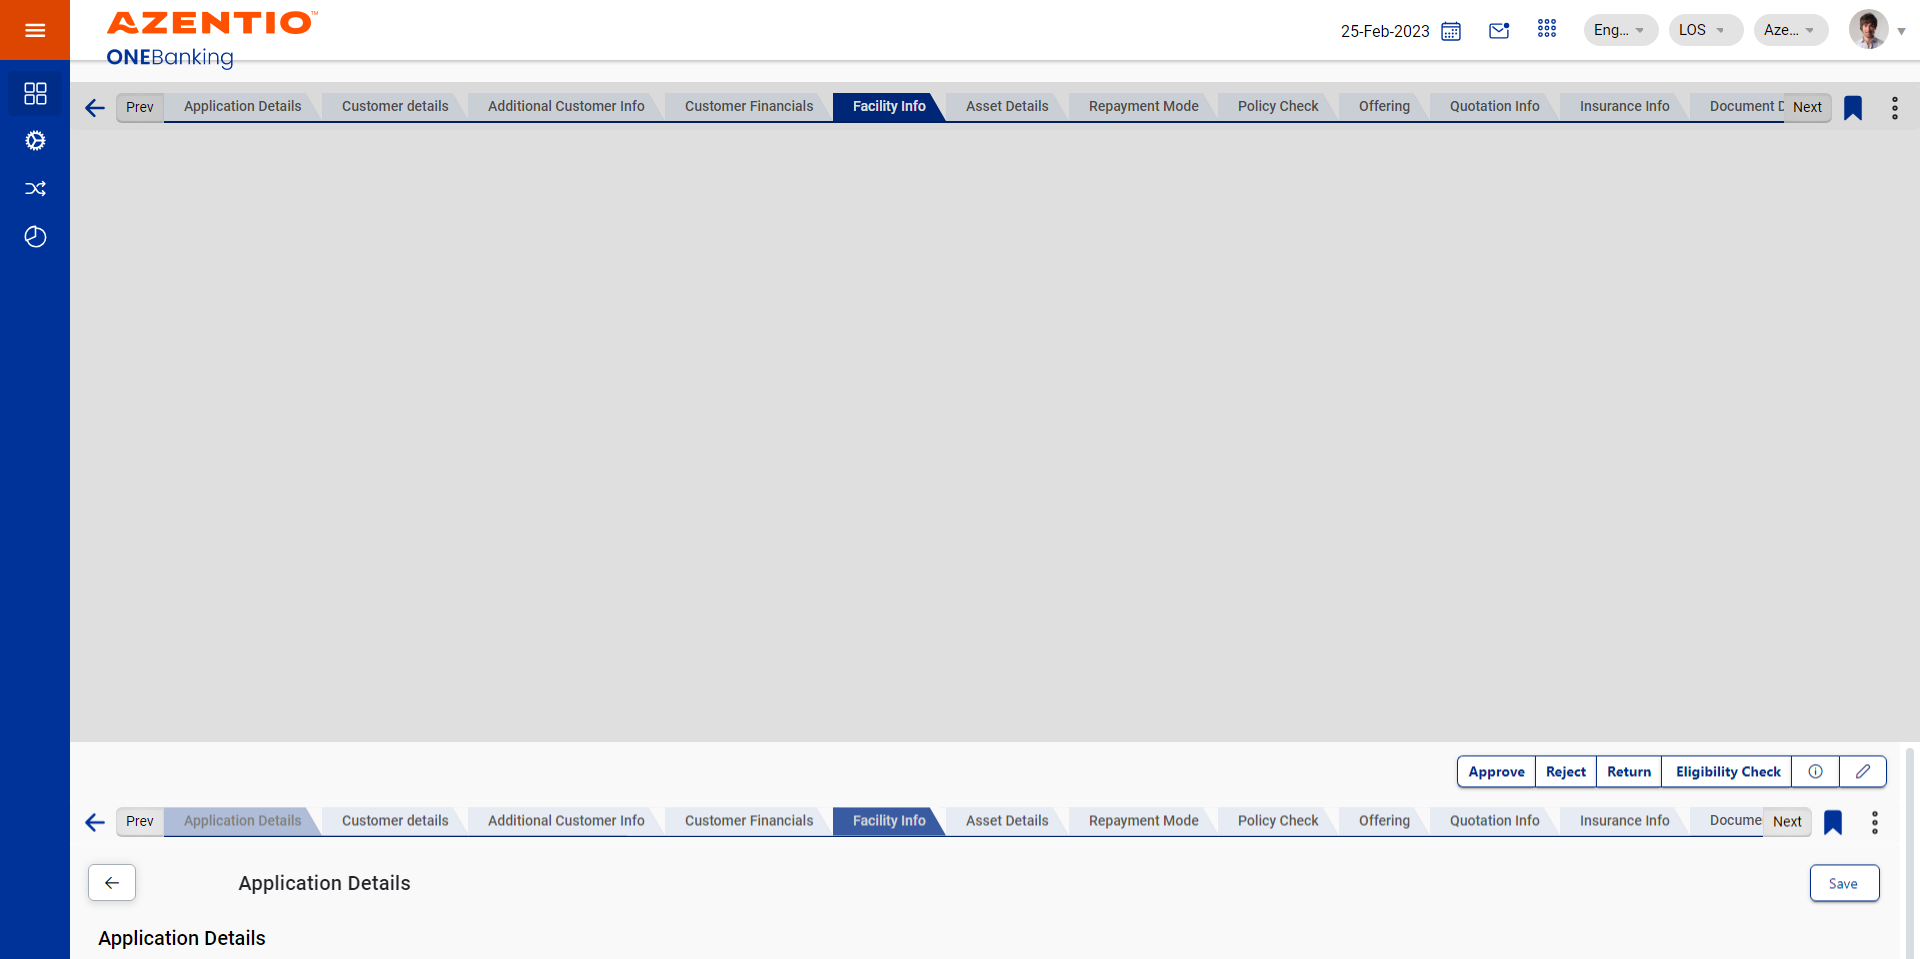 AZENTIO™
ONEBanking
25-Feb-2023
Eng...
LOS
Aze...
Prev
Application Details
Customer details
Additional Customer Info
Customer Financials
Facility Info
Asset Details
Repayment Mode
Policy Check
Offering
Quotation Info
Insurance Info
Document D
Next
Approve
Reject
Return
Eligibility Check
Prev
Application Details
Customer details
Additional Customer Info
Customer Financials
Facility Info
Asset Details
Repayment Mode
Policy Check
Offering
Quotation Info
Insurance Info
Docume
Next
Application Details
Save
Application Details